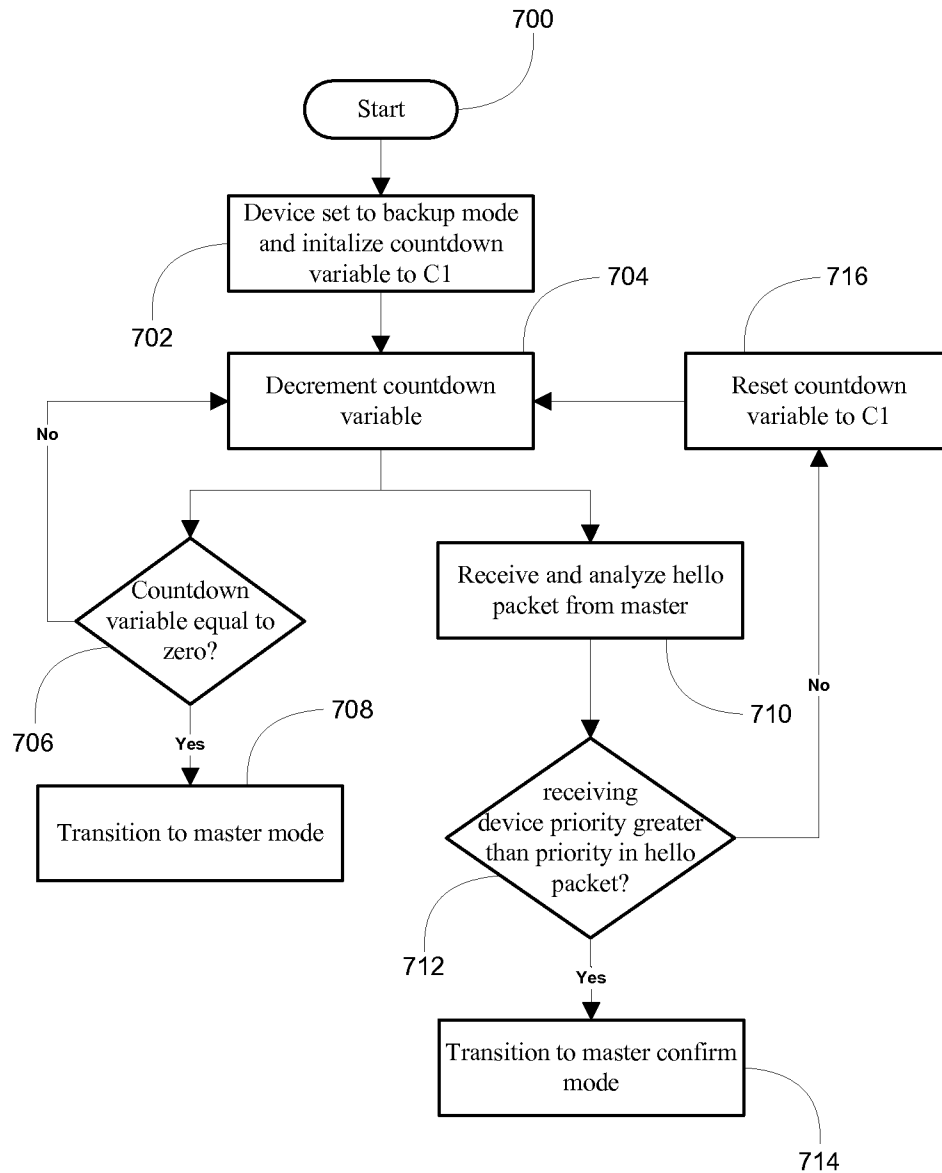 700
Start
Device set to backup mode
and initalize countdown
variable to C1
702
704
716
Decrement countdown
variable
Reset countdown
variable to C1
No
Countdown
variable equal to
zero?
Receive and analyze hello
packet from master
No
706
708
710
Yes
Transition to master mode
receiving
device priority greater
than priority in hello
packet?
712
Yes
Transition to master confirm
mode
714